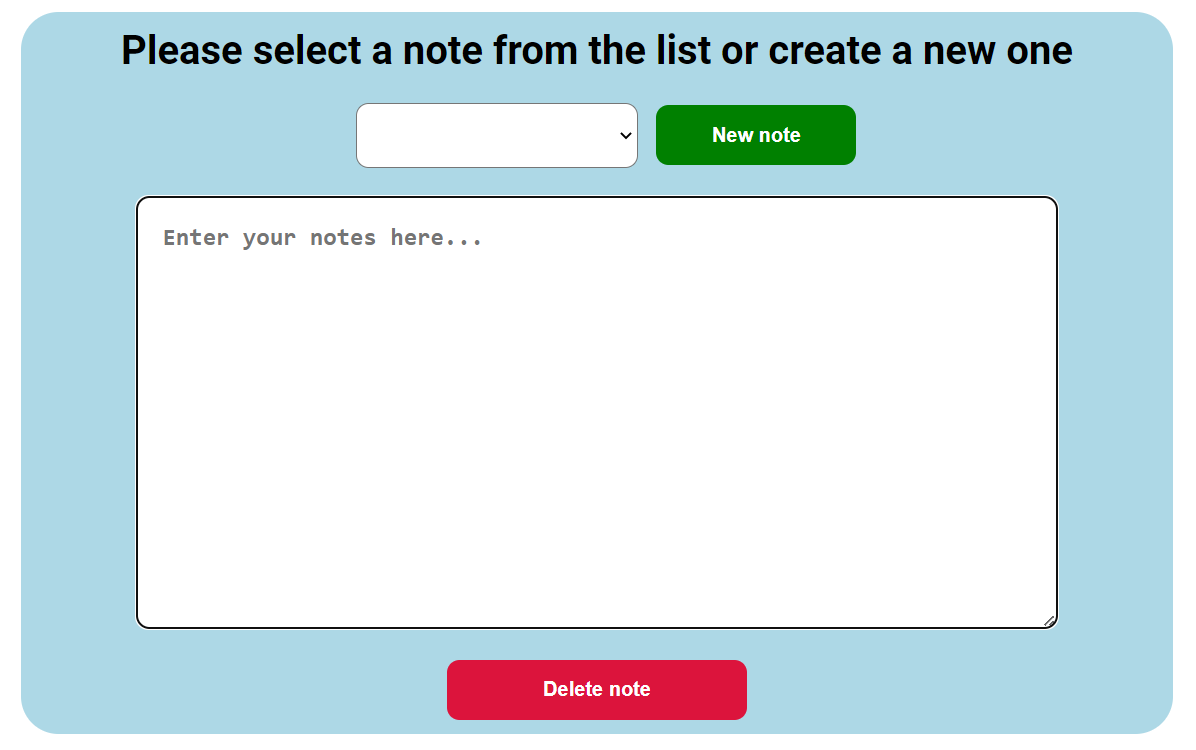 Please select a note from the list or create a new one
New note
Enter your notes here...
Delete note